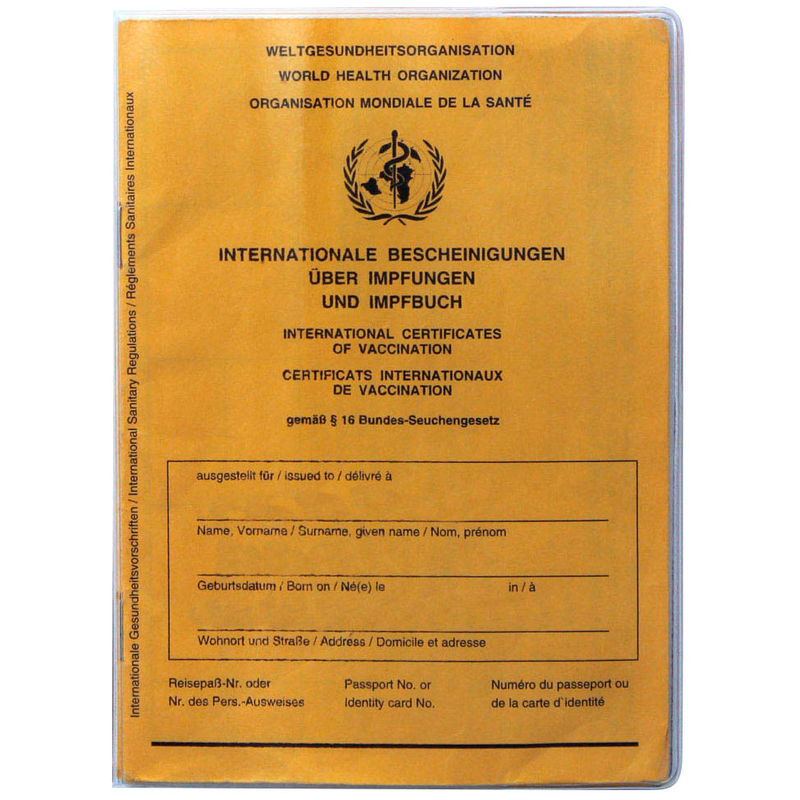 WELTGESUNDHEITSORGANISATION
WORLD HEALTH ORGANIZATION
ORGANISATION MONDIALE DE LA SANTÉ
INTERNATIONALE BESCHEINIGUNGEN
ÜBER IMPFUNGEN
UND IMPFBUCH
INTERNATIONAL CERTIFICATES
OF VACCINATION
CERTIFICATS INTERNATIONAUX
DE VACCINATION
gemäß § 16 Bundes-Seuchengesetz
ausgestellt für / issued to / délivré à
Name, Vorname / Surname, given name / Nom, prénom
Geburtsdatum / Born on / Né(e) le in / à
Wohnort und Straße / Address / Domicile et adresse
Reisepaß-Nr. oder Passport No. or Numéro du passeport ou
Nr. des Pers.-Ausweises Identity card No. de la carte d`identité
Internationale Gesundheitsvorschriften / International Sanitary Regulations / Réglements Sanitaires Internationaux